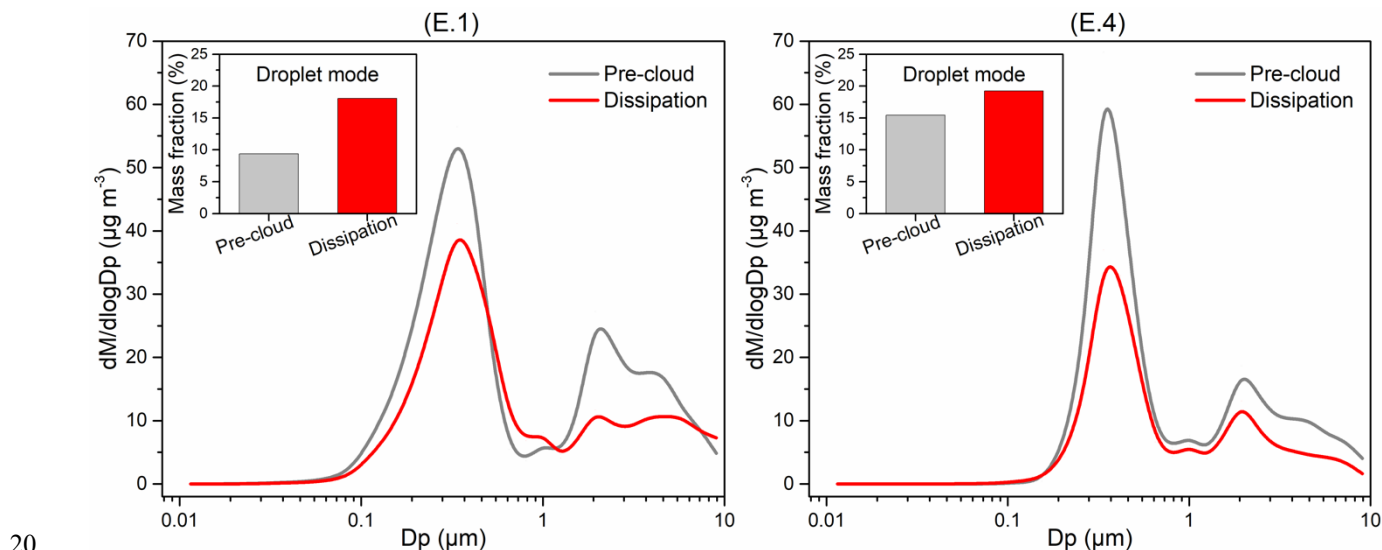 (E.1)
70
60
50
40
30
20
10
0
dM/dlogDp (µg m⁻³)
25
20
15
10
5
0
Mass fraction (%)
Droplet mode
Pre-cloud
Dissipation
Pre-cloud
Dissipation
0.01
0.1
1
10
Dp (µm)
(E.4)
70
60
50
40
30
20
10
0
dM/dlogDp (µg m⁻³)
25
20
15
10
5
0
Mass fraction (%)
Droplet mode
Pre-cloud
Dissipation
Pre-cloud
Dissipation
0.01
0.1
1
10
Dp (µm)
20